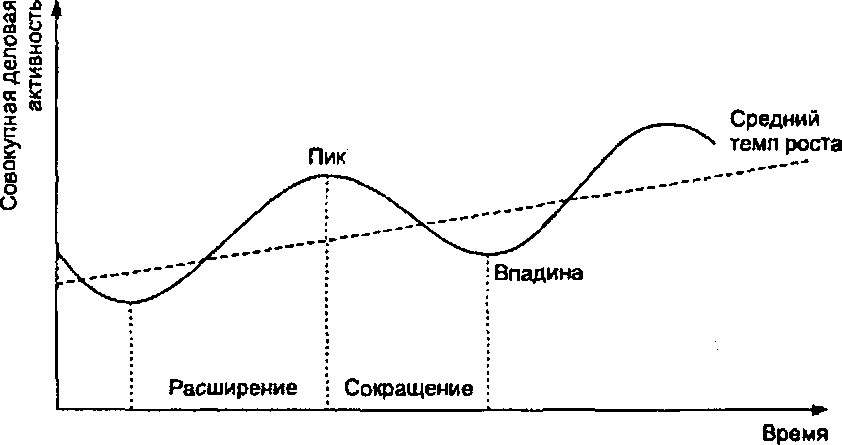 Совокупная деловая
активность
Пик
Средний
темп роста
Впадина
Расширение
Сокращение
Время